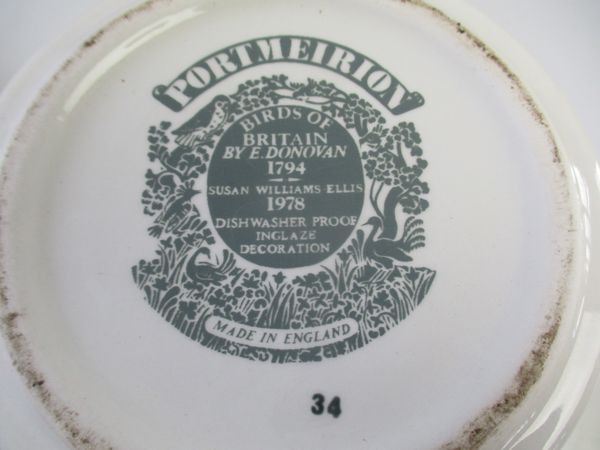 PORTMEIRION
BIRDS OF
BRITAIN
BY E. DONOVAN
1794
SUSAN WILLIAMS-ELLIS
1978
DISHWASHER PROOF
INGLAZE
DECORATION
MADE IN ENGLAND
34